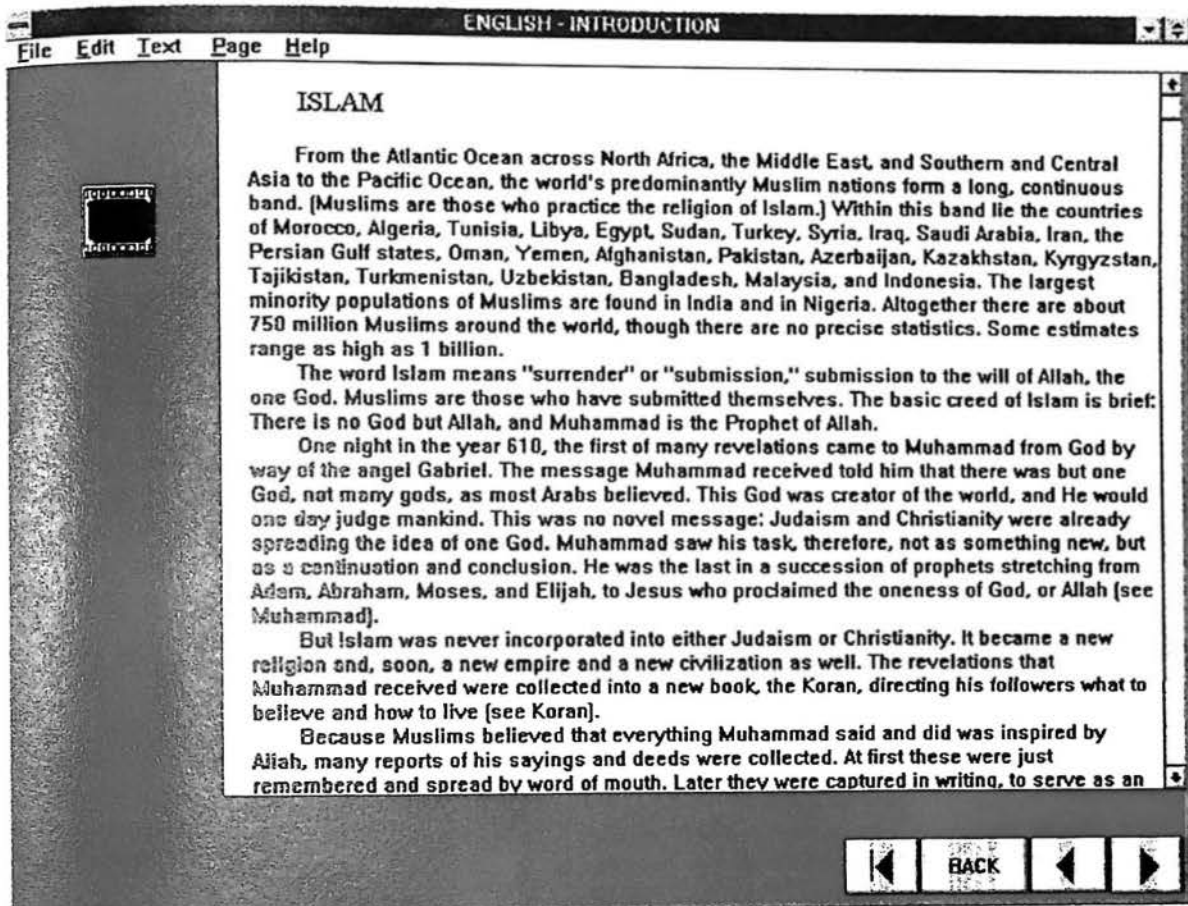 ENGLISH - INTRODUCTION
File Edit Text Page Help
ISLAM
From the Atlantic Ocean across North Africa, the Middle East, and Southern and Central
Asia to the Pacific Ocean, the world's predominantly Muslim nations form a long, continuous
band. (Muslims are those who practice the religion of Islam.) Within this band lie the countries
of Morocco, Algeria, Tunisia, Libya, Egypt, Sudan, Turkey, Syria, Iraq, Saudi Arabia, Iran, the
Persian Gulf states, Oman, Yemen, Afghanistan, Pakistan, Azerbaijan, Kazakhstan, Kyrgyzstan,
Tajikistan, Turkmenistan, Uzbekistan, Bangladesh, Malaysia, and Indonesia. The largest
minority populations of Muslims are found in India and in Nigeria. Altogether there are about
750 million Muslims around the world, though there are no precise statistics. Some estimates
range as high as 1 billion.
The word Islam means "surrender" or "submission," submission to the will of Allah, the
one God. Muslims are those who have submitted themselves. The basic creed of Islam is brief:
There is no God but Allah, and Muhammad is the Prophet of Allah.
One night in the year 610, the first of many revelations came to Muhammad from God by
way of the angel Gabriel. The message Muhammad received told him that there was but one
God, not many gods, as most Arabs believed. This God was creator of the world, and He would
one day judge mankind. This was no novel message: Judaism and Christianity were already
spreading the idea of one God. Muhammad saw his task, therefore, not as something new, but
as a continuation and conclusion. He was the last in a succession of prophets stretching from
Adam, Abraham, Moses, and Elijah, to Jesus who proclaimed the oneness of God, or Allah (see
Muhammad).
But Islam was never incorporated into either Judaism or Christianity. It became a new
religion and, soon, a new empire and a new civilization as well. The revelations that
Muhammad received were collected into a new book, the Koran, directing his followers what to
believe and how to live (see Koran).
Because Muslims believed that everything Muhammad said and did was inspired by
Allah, many reports of his sayings and deeds were collected. At first these were just
remembered and spread by word of mouth. Later they were captured in writing, to serve as an
BACK